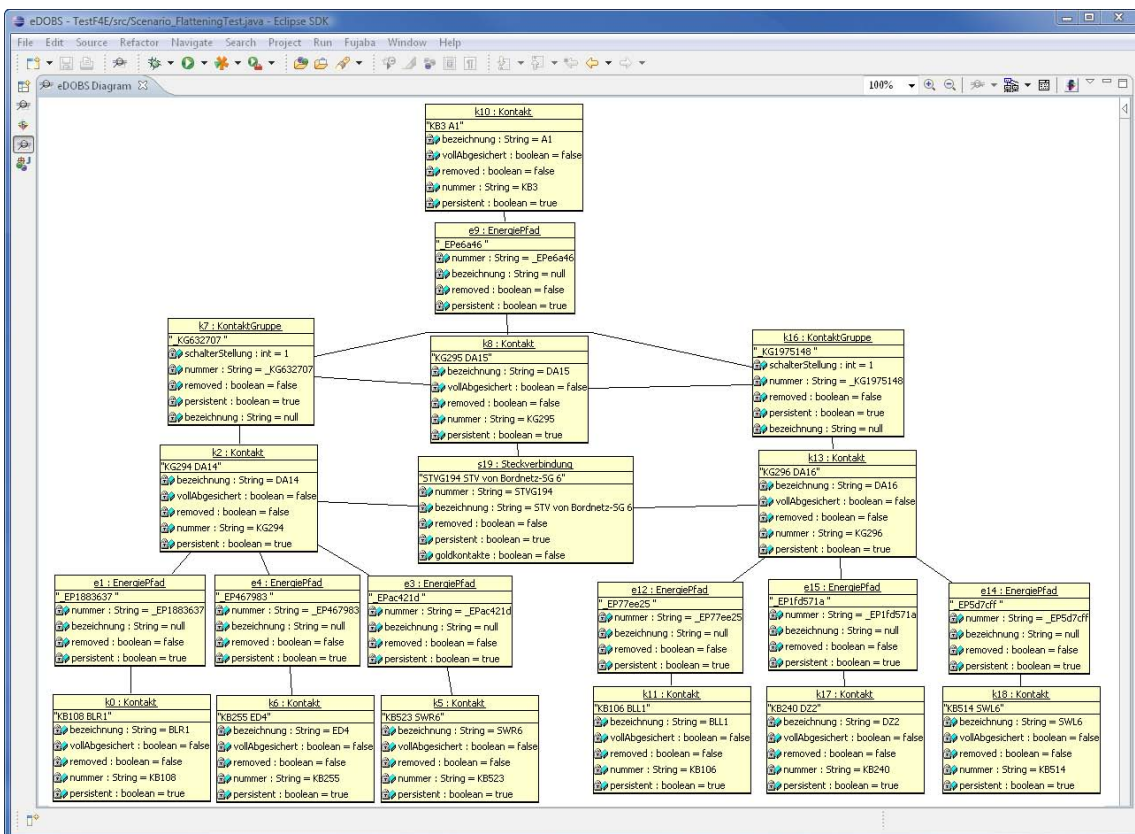 eDOBS - TestF4E/src/Scenario_FlatteningTest.java - Eclipse SDK
File Edit Source Refactor Navigate Search Project Run Fujaba Window Help
eDOBS Diagram
100%
k10 : Kontakt
"KB3 A1"
bezeichnung : String = A1
vollAbgesichert : boolean = false
removed : boolean = false
nummer : String = KB3
persistent : boolean = true
e9 : EnergiePfad
"_EPe6a46 "
nummer : String = _EPe6a46
bezeichnung : String = null
removed : boolean = false
persistent : boolean = true
k7 : KontaktGruppe
"_KG632707 "
schalterStellung : int = 1
nummer : String = _KG632707
removed : boolean = false
persistent : boolean = true
bezeichnung : String = null
k8 : Kontakt
"KG295 DA15"
bezeichnung : String = DA15
vollAbgesichert : boolean = false
removed : boolean = false
nummer : String = KG295
persistent : boolean = true
k16 : KontaktGruppe
"_KG1975148 "
schalterStellung : int = 1
nummer : String = _KG1975148
removed : boolean = false
persistent : boolean = true
bezeichnung : String = null
k2 : Kontakt
"KG294 DA14"
bezeichnung : String = DA14
vollAbgesichert : boolean = false
removed : boolean = false
nummer : String = KG294
persistent : boolean = true
s19 : Steckverbindung
"STVG194 STV von Bordnetz-SG 6"
nummer : String = STVG194
bezeichnung : String = STV von Bordnetz-SG 6
removed : boolean = false
persistent : boolean = true
goldkontakte : boolean = false
k13 : Kontakt
"KG296 DA16"
bezeichnung : String = DA16
vollAbgesichert : boolean = false
removed : boolean = false
nummer : String = KG296
persistent : boolean = true
e1 : EnergiePfad
"_EP1883637 "
nummer : String = _EP1883637
bezeichnung : String = null
removed : boolean = false
persistent : boolean = true
e4 : EnergiePfad
"_EP467983 "
nummer : String = _EP467983
bezeichnung : String = null
removed : boolean = false
persistent : boolean = true
e3 : EnergiePfad
"_EPac421d "
nummer : String = _EPac421d
bezeichnung : String = null
removed : boolean = false
persistent : boolean = true
e12 : EnergiePfad
"_EP77ee25 "
nummer : String = _EP77ee25
bezeichnung : String = null
removed : boolean = false
persistent : boolean = true
e15 : EnergiePfad
"_EP1fd571a "
nummer : String = _EP1fd571a
bezeichnung : String = null
removed : boolean = false
persistent : boolean = true
e14 : EnergiePfad
"_EP5d7cff "
nummer : String = _EP5d7cff
bezeichnung : String = null
removed : boolean = false
persistent : boolean = true
k0 : Kontakt
"KB108 BLR1"
bezeichnung : String = BLR1
vollAbgesichert : boolean = false
removed : boolean = false
nummer : String = KB108
persistent : boolean = true
k6 : Kontakt
"KB255 ED4"
bezeichnung : String = ED4
vollAbgesichert : boolean = false
removed : boolean = false
nummer : String = KB255
persistent : boolean = true
k5 : Kontakt
"KB523 SWR6"
bezeichnung : String = SWR6
vollAbgesichert : boolean = false
removed : boolean = false
nummer : String = KB523
persistent : boolean = true
k11 : Kontakt
"KB106 BLL1"
bezeichnung : String = BLL1
vollAbgesichert : boolean = false
removed : boolean = false
nummer : String = KB106
persistent : boolean = true
k17 : Kontakt
"KB240 DZ2"
bezeichnung : String = DZ2
vollAbgesichert : boolean = false
removed : boolean = false
nummer : String = KB240
persistent : boolean = true
k18 : Kontakt
"KB514 SWL6"
bezeichnung : String = SWL6
vollAbgesichert : boolean = false
removed : boolean = false
nummer : String = KB514
persistent : boolean = true